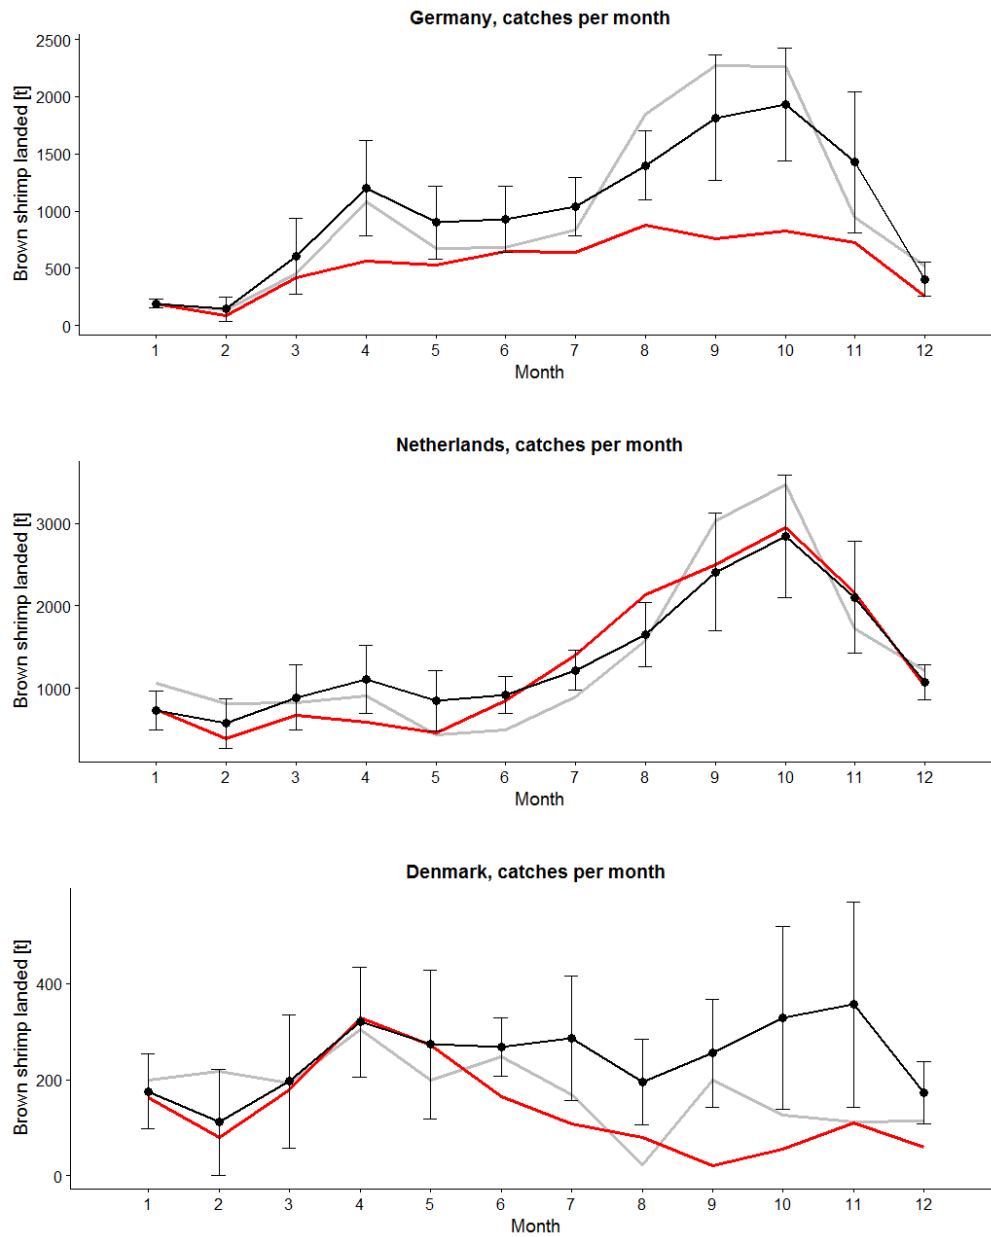 Germany, catches per month
Brown shrimp landed [t]
2500
2000
1500
1000
500
0
1 2 3 4 5 6 7 8 9 10 11 12
Month
Netherlands, catches per month
Brown shrimp landed [t]
3000
2000
1000
1 2 3 4 5 6 7 8 9 10 11 12
Month
Denmark, catches per month
Brown shrimp landed [t]
400
200
0
1 2 3 4 5 6 7 8 9 10 11 12
Month